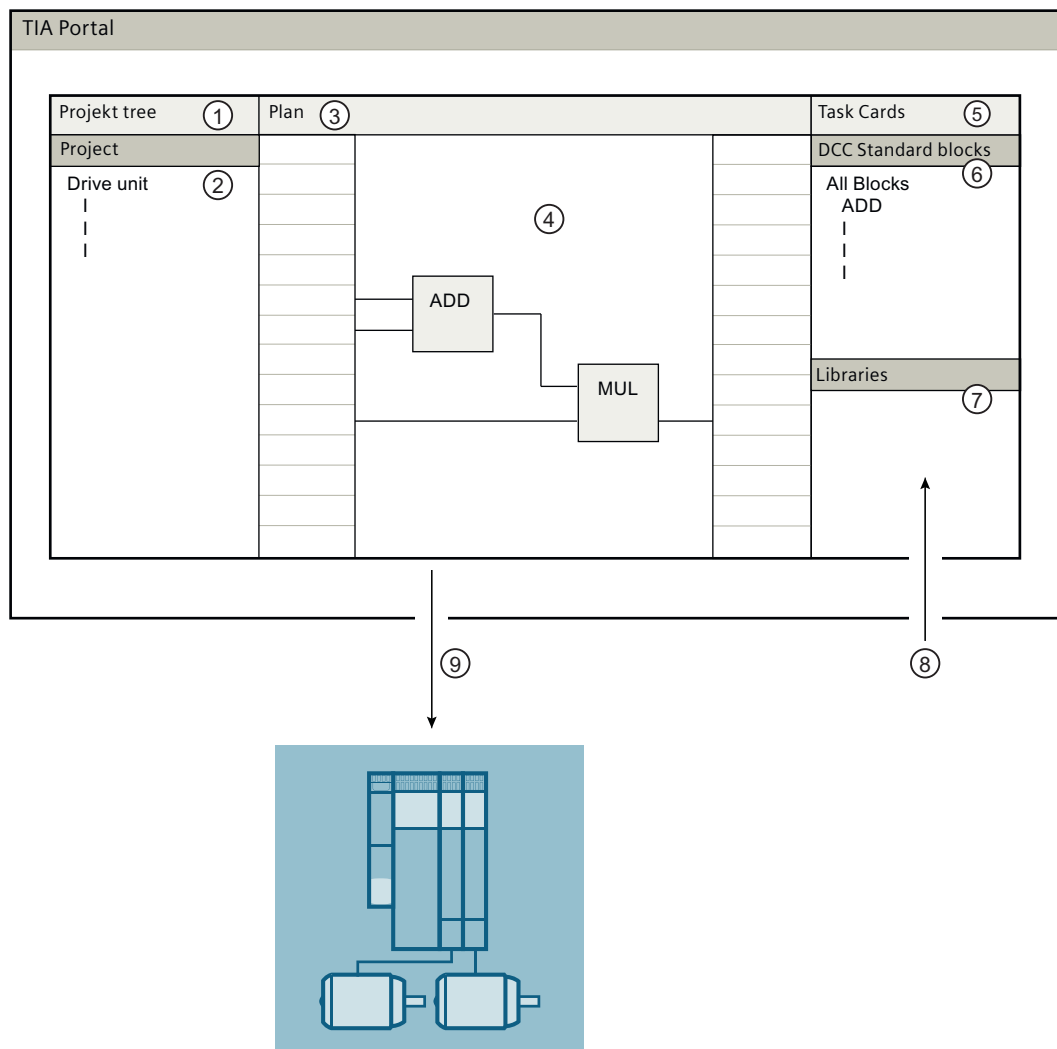 TIA Portal
Projekt tree ① Plan ③ Task Cards ⑤
Project DCC Standard blocks
Drive unit ② All Blocks ⑥
I ADD
I I
I I
I
④
ADD
MUL
Libraries
⑦
⑨ ⑧